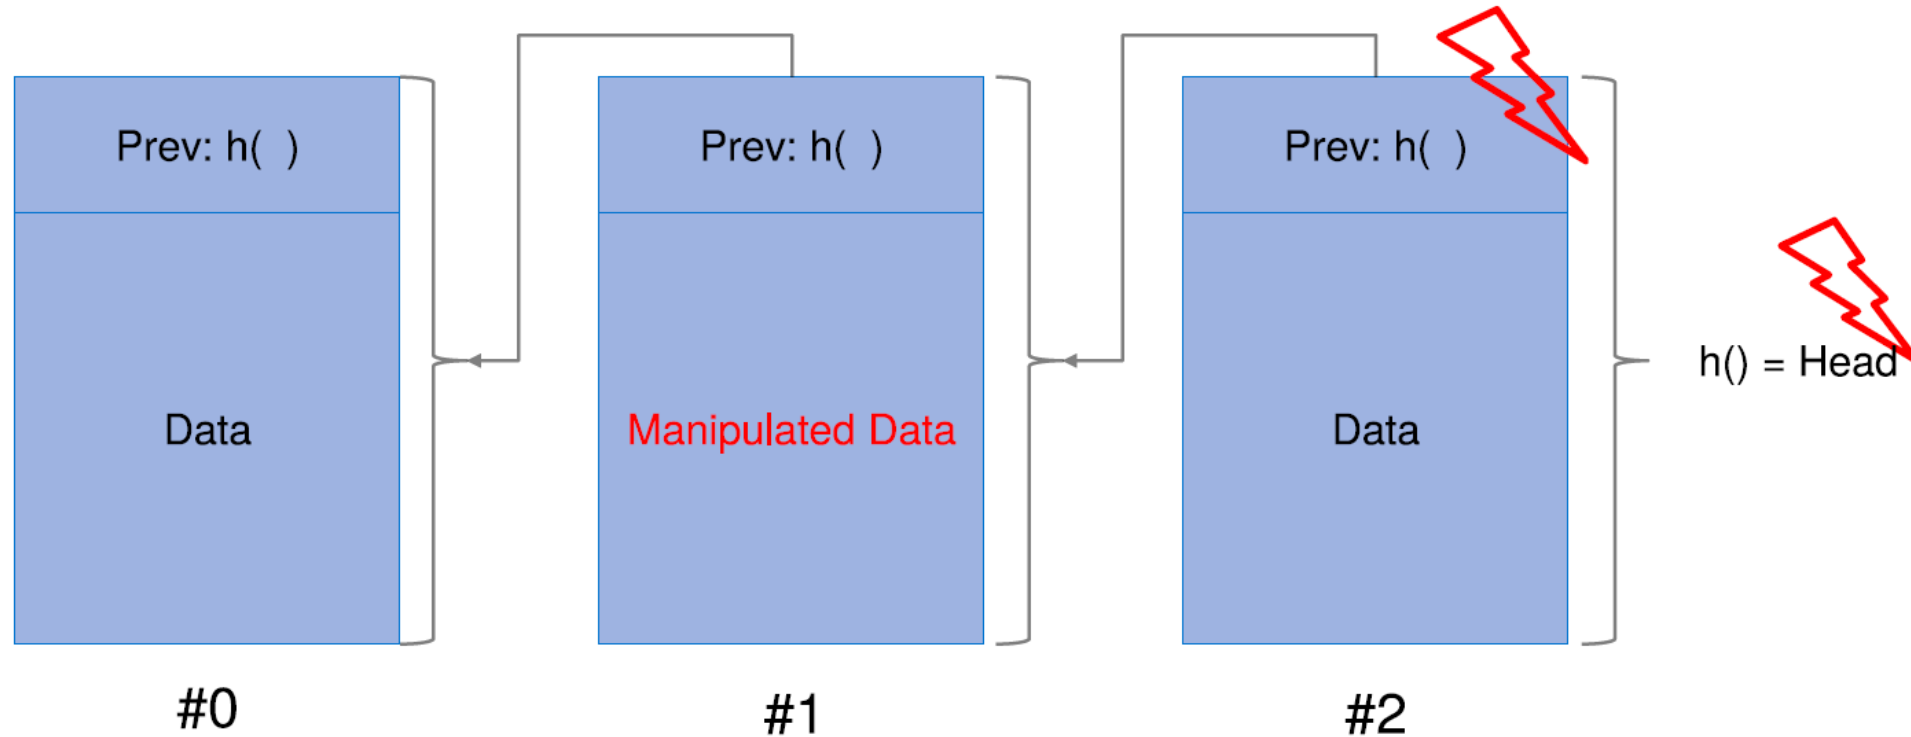 Prev: h(  )
Prev: h(  )
Prev: h(  )
Data
Manipulated Data
Data
h() = Head
#0
#1
#2